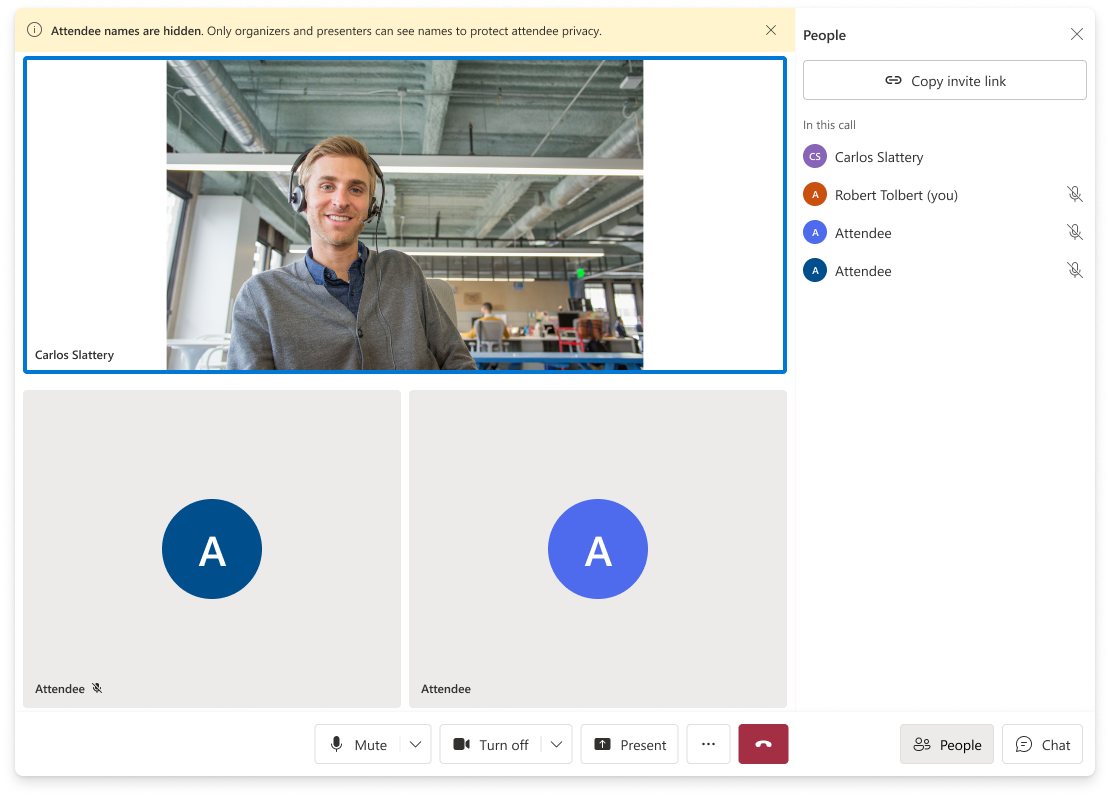 Attendee names are hidden. Only organizers and presenters can see names to protect attendee privacy.
Carlos Slattery
A
Attendee
A
Attendee
People
Copy invite link
In this call
CS Carlos Slattery
A Robert Tolbert (you)
A Attendee
A Attendee
Mute
Turn off
Present
People
Chat